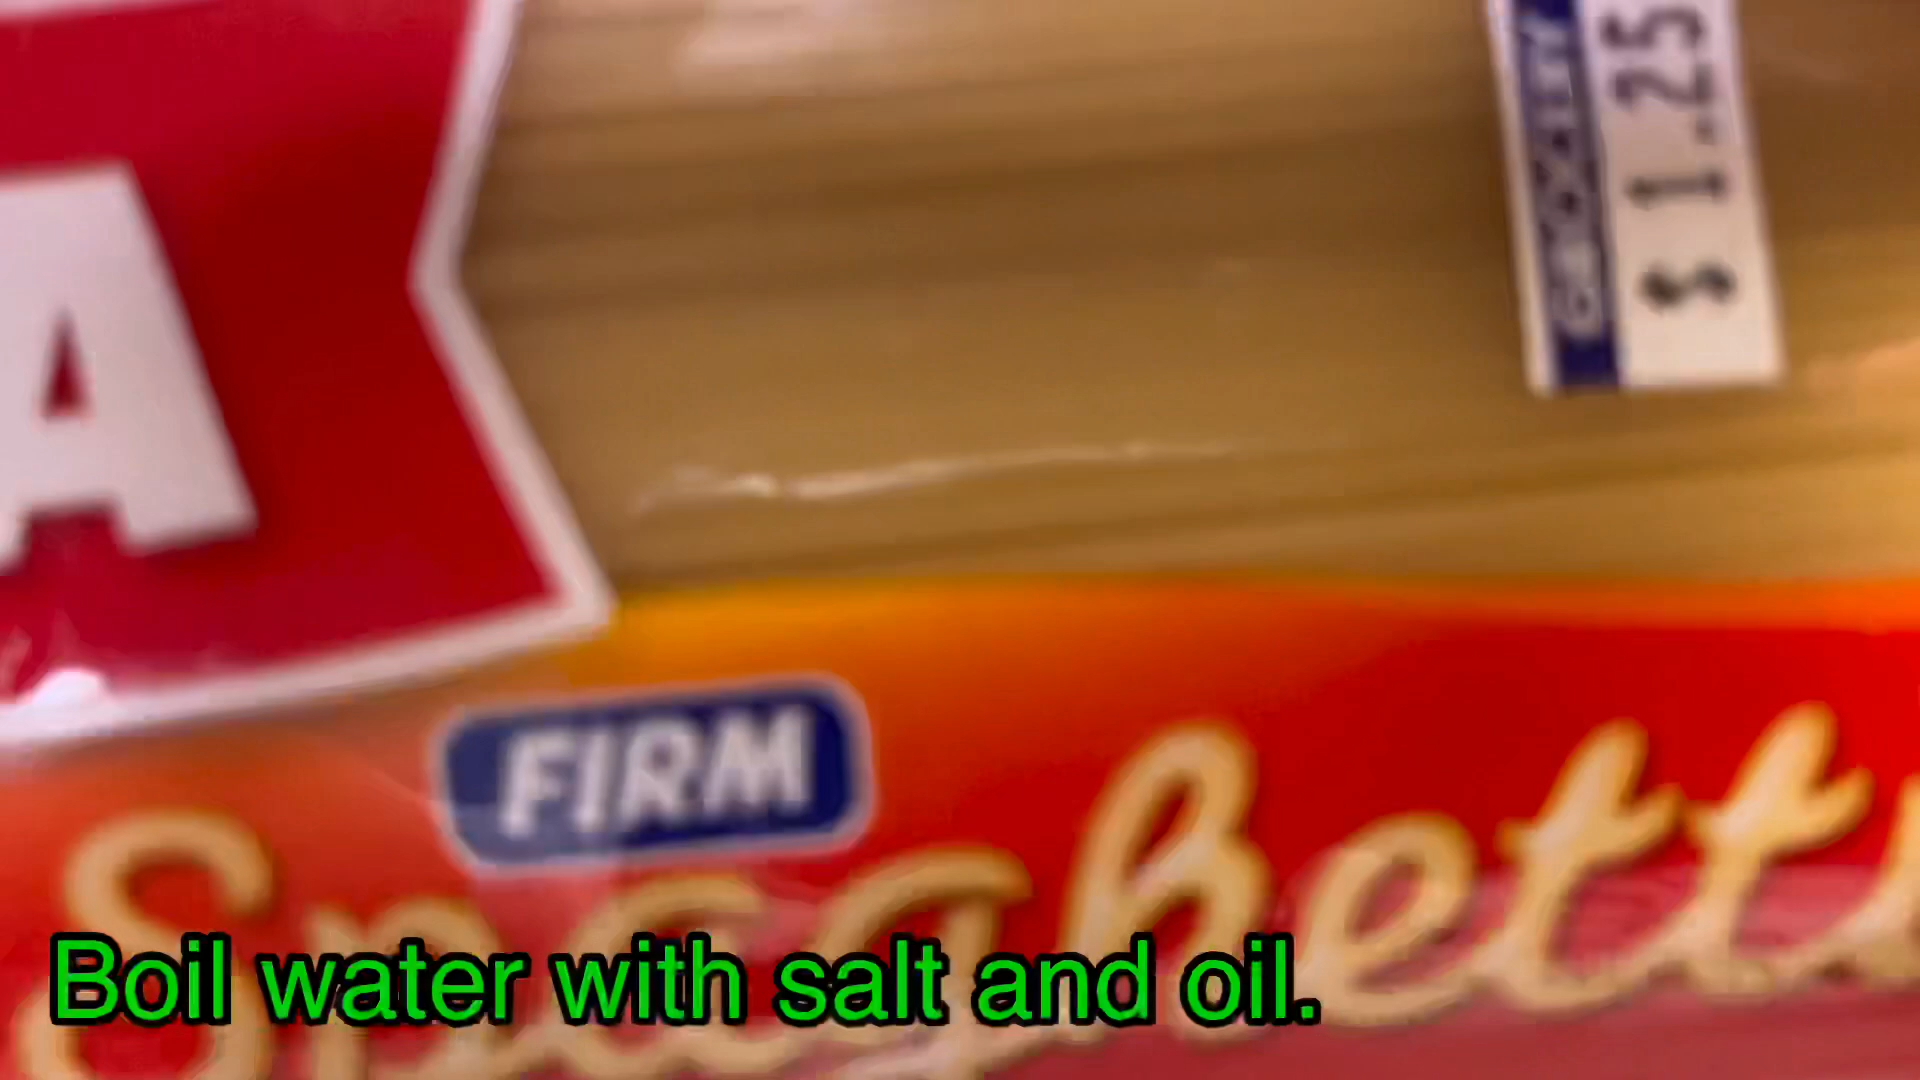 A
$1.25
FIRM
Spaghetti
Boil water with salt and oil.